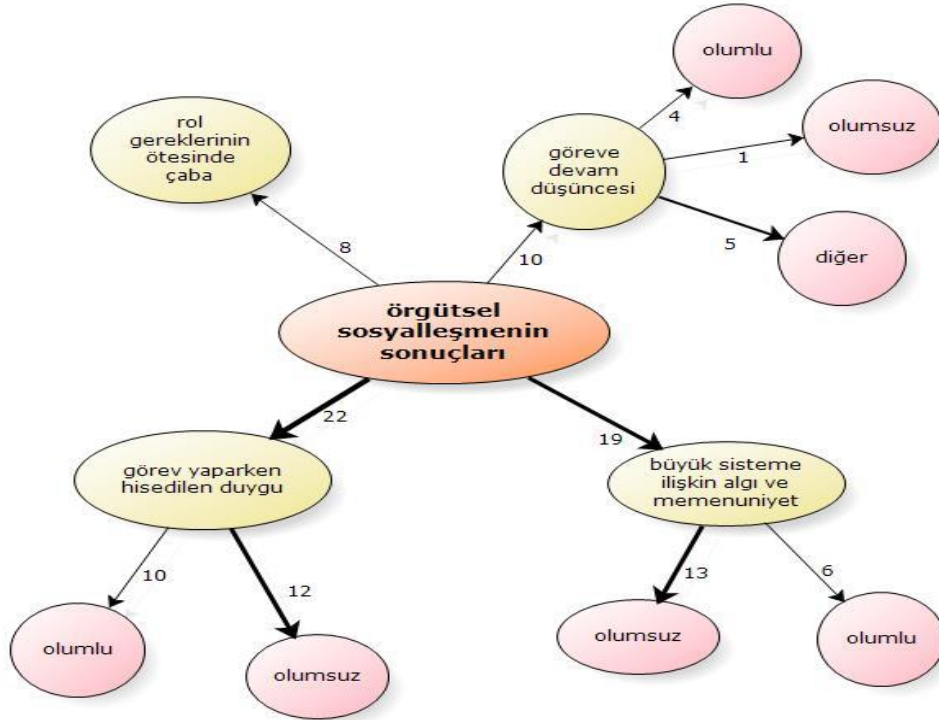 olumlu
rol
gereklerinin
ötesinde
çaba
4
olumsuz
1
göreve
devam
düşüncesi
5
diğer
8
10
örgütsel
sosyalleşmenin
sonuçları
22
19
görev yaparken
hisedilen duygu
büyük sisteme
ilişkin algı ve
memenuniyet
10
12
13
6
olumlu
olumsuz
olumsuz
olumlu